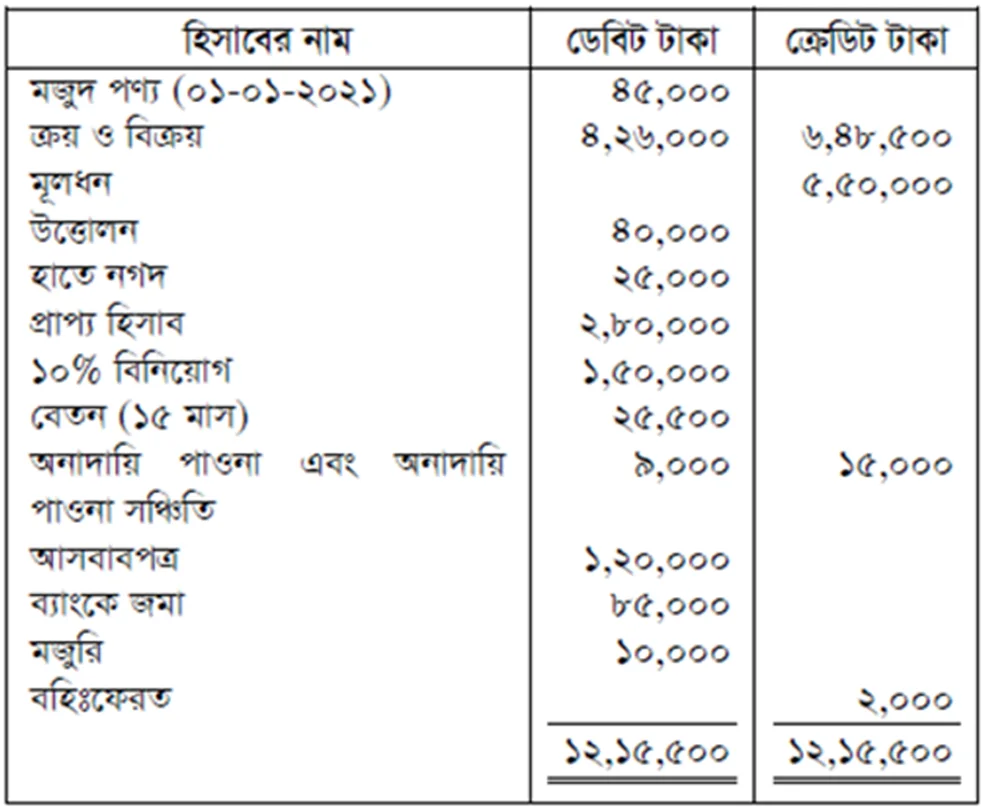 হিসাবের নাম ডেবিট টাকা ক্রেডিট টাকা
মজুদ পণ্য (০১-০১-২০২১) ৪৫,০০০
ক্রয় ও বিক্রয় ৪,২৬,০০০ ৬,৪৮,৫০০
মূলধন ৫,৫০,০০০
উত্তোলন ৪০,০০০
হাতে নগদ ২৫,০০০
প্রাপ্য হিসাব ২,৮০,০০০
১০% বিনিয়োগ ১,৫০,০০০
বেতন (১৫ মাস) ২৫,৫০০
অনাদায়ি পাওনা এবং অনাদায়ি ৯,০০০ ১৫,০০০
পাওনা সঞ্চিতি
আসবাবপত্র ১,২০,০০০
ব্যাংকে জমা ৮৫,০০০
মজুরি ১০,০০০
বহিঃফেরত ২,০০০
১২,১৫,৫০০ ১২,১৫,৫০০